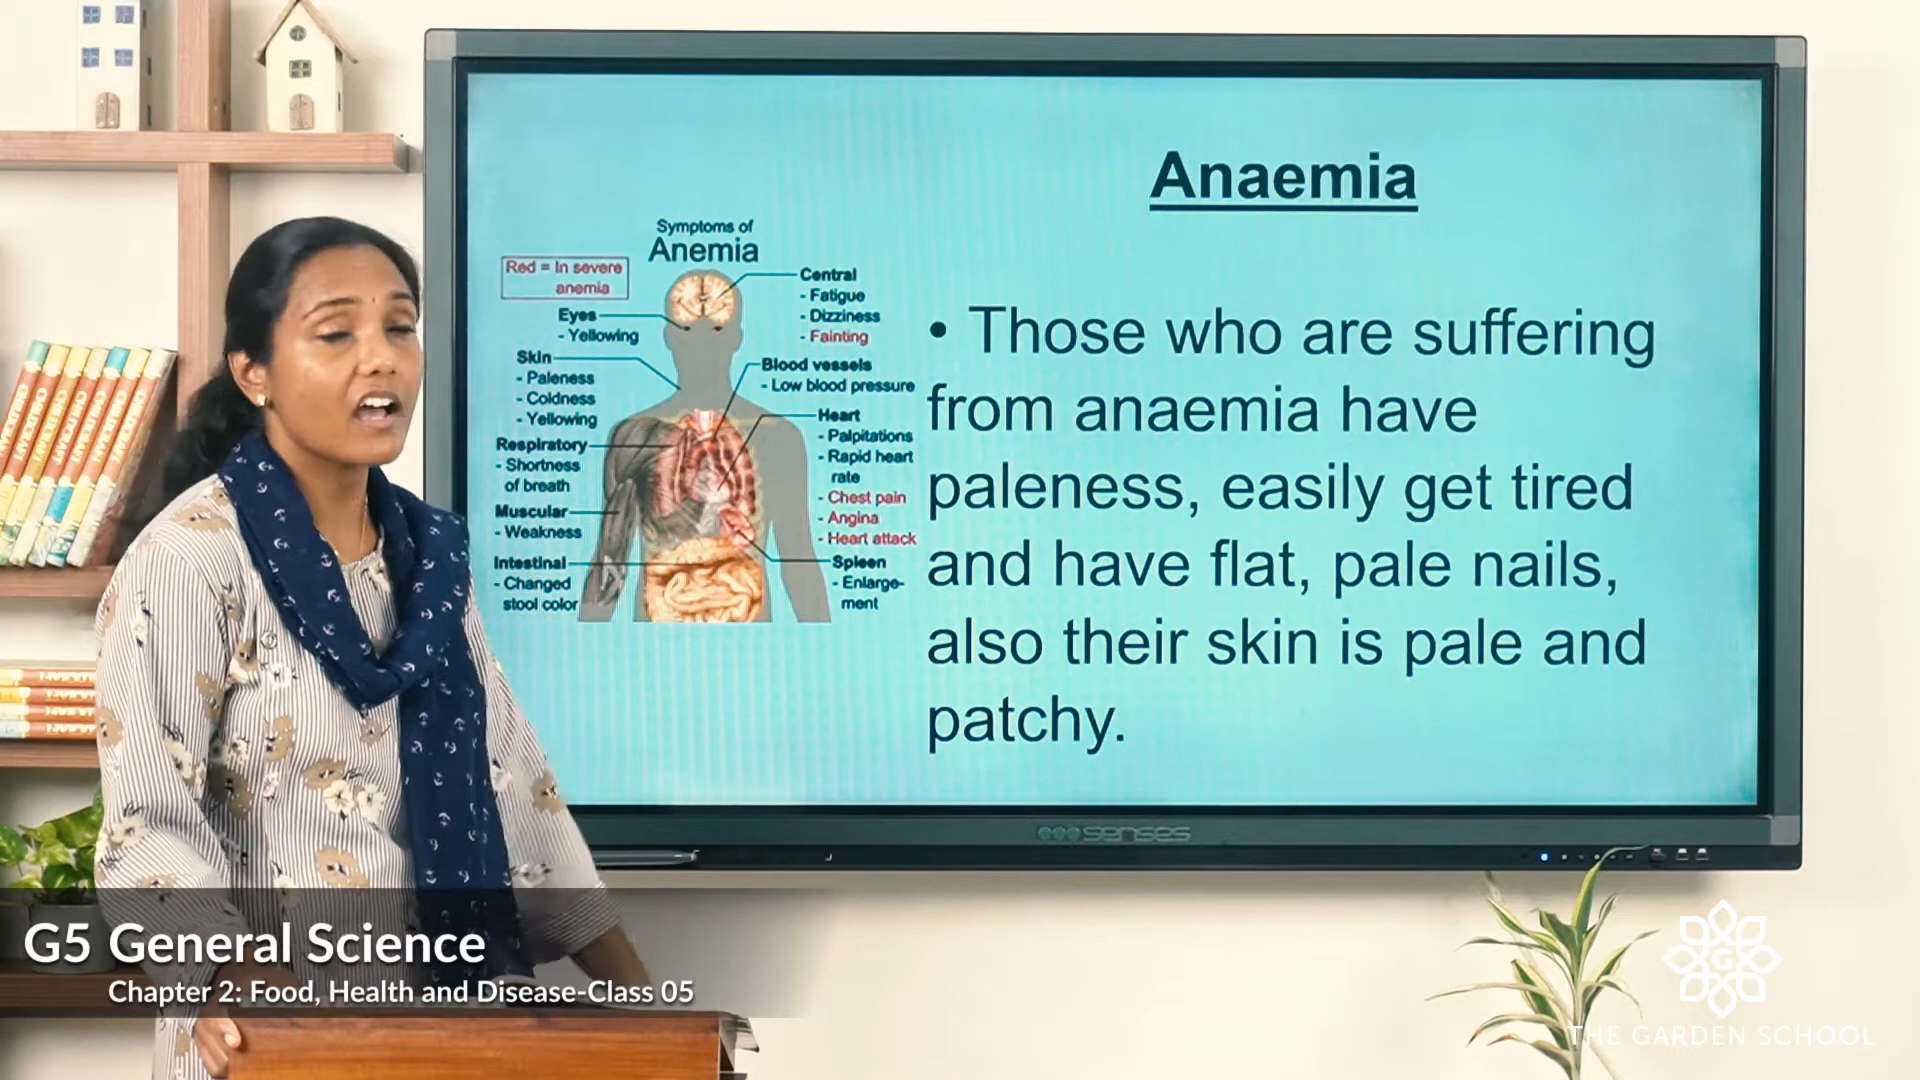 Anaemia
Symptoms of
Anemia
Red = In severe
anemia
Eyes
- Yellowing
Skin
- Paleness
- Coldness
- Yellowing
Respiratory
- Shortness
of breath
Muscular
- Weakness
Intestinal
- Changed
stool color
Central
- Fatigue
- Dizziness
- Fainting
Blood vessels
- Low blood pressure
Heart
- Palpitations
- Rapid heart
rate
- Chest pain
- Angina
- Heart attack
Spleen
- Enlarge-
ment
• Those who are suffering
from anaemia have
paleness, easily get tired
and have flat, pale nails,
also their skin is pale and
patchy.
senses
G5 General Science
Chapter 2: Food, Health and Disease-Class 05
G
THE GARDEN SCHOOL